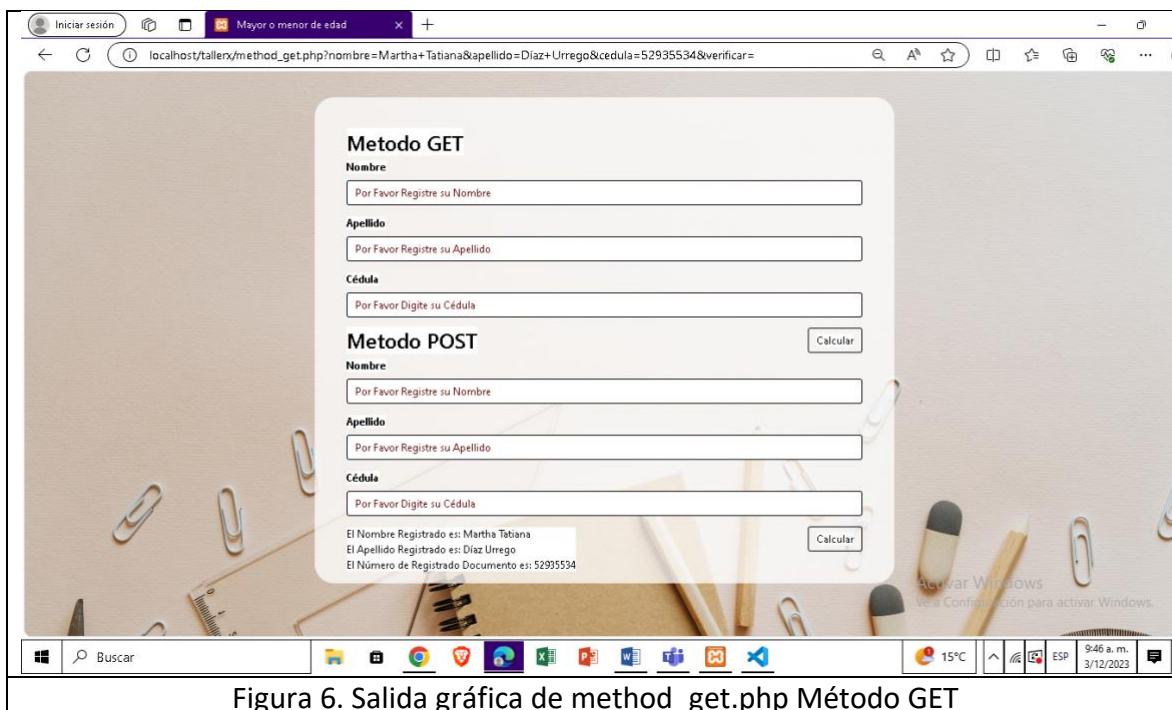 Iniciar sesión
Mayor o menor de edad
localhost/tallerx/method_get.php?nombre=Martha+Tatiana&apellido=Díaz+Urrego&cedula=52935534&verificar=
Metodo GET
Nombre
Por Favor Registre su Nombre
Apellido
Por Favor Registre su Apellido
Cédula
Por Favor Digite su Cédula
Calcular
Metodo POST
Nombre
Por Favor Registre su Nombre
Apellido
Por Favor Registre su Apellido
Cédula
Por Favor Digite su Cédula
Calcular
El Nombre Registrado es: Martha Tatiana
El Apellido Registrado es: Díaz Urrego
El Número de Registrado Documento es: 52935534
Activar Windows
Ve a Configuración para activar Windows.
Buscar
15°C
ESP
9:46 a. m.
3/12/2023
Figura 6. Salida gráfica de method_get.php Método GET